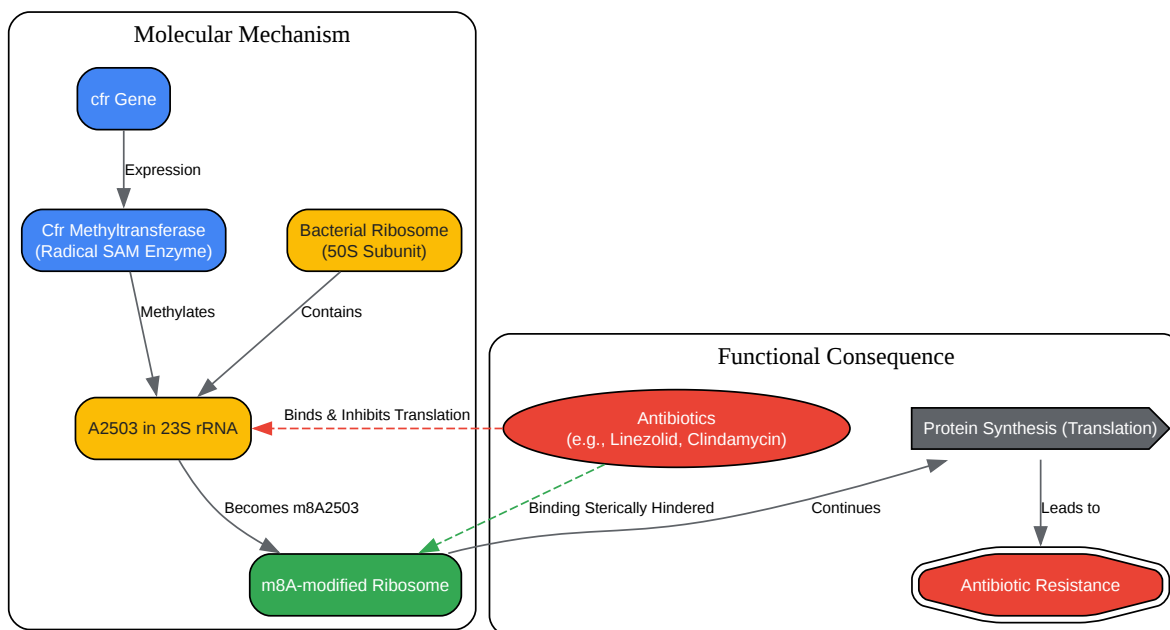 Molecular Mechanism
cfr Gene
Expression
Cfr Methyltransferase
(Radical SAM Enzyme)
Bacterial Ribosome
(50S Subunit)
Methylates
Contains
Functional Consequence
A2503 in 23S rRNA
Binds & Inhibits Translation
Antibiotics
(e.g., Linezolid, Clindamycin)
Protein Synthesis (Translation)
Becomes m8A2503
Binding Sterically Hindered
Continues
Leads to
m8A-modified Ribosome
Antibiotic Resistance